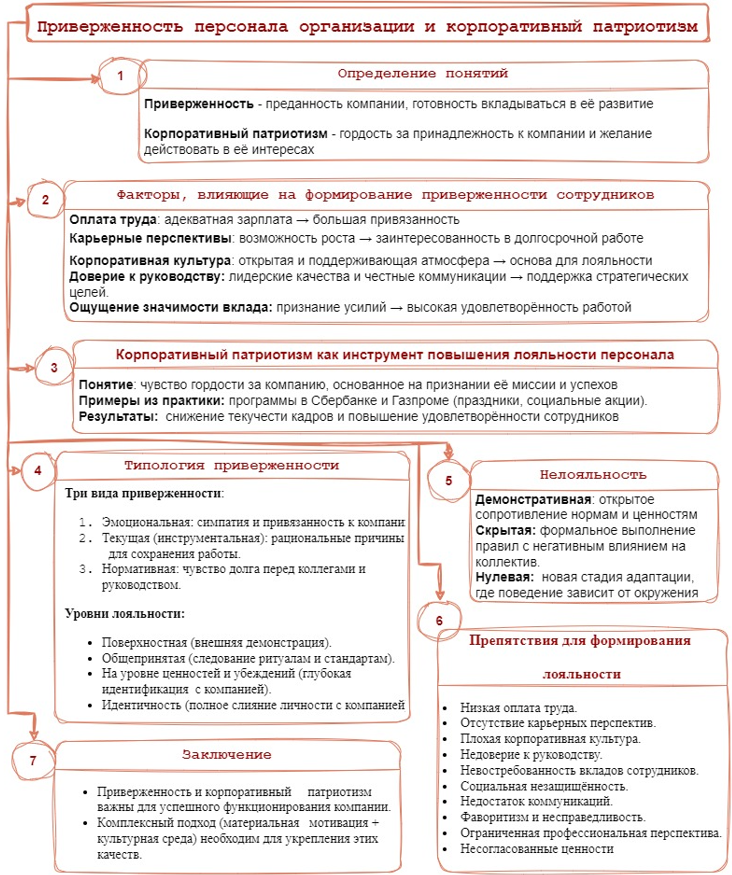 Приверженность персонала организации и корпоративный патриотизм
1
Определение понятий
Приверженность - преданность компании, готовность вкладываться в её развитие
Корпоративный патриотизм - гордость за принадлежность к компании и желание
действовать в её интересах
2
Факторы, влияющие на формирование приверженности сотрудников
Оплата труда: адекватная зарплата → большая привязанность
Карьерные перспективы: возможность роста → заинтересованность в долгосрочной работе
Корпоративная культура: открытая и поддерживающая атмосфера → основа для лояльности
Доверие к руководству: лидерские качества и честные коммуникации → поддержка стратегических
целей.
Ощущение значимости вклада: признание усилий → высокая удовлетворённость работой
3
Корпоративный патриотизм как инструмент повышения лояльности персонала
Понятие: чувство гордости за компанию, основанное на признании её миссии и успехов
Примеры из практики: программы в Сбербанке и Газпроме (праздники, социальные акции).
Результаты: снижение текучести кадров и повышение удовлетворённости сотрудников
4
Типология приверженности
Три вида приверженности:
1. Эмоциональная: симпатия и привязанность к компани
2. Текущая (инструментальная): рациональные причины
для сохранения работы.
3. Нормативная: чувство долга перед коллегами и
руководством.
Уровни лояльности:
• Поверхностная (внешняя демонстрация).
• Общепринятая (следование ритуалам и стандартам).
• На уровне ценностей и убеждений (глубокая
идентификация с компанией).
• Идентичность (полное слияние личности с компанией
5
Нелояльность
Демонстративная: открытое
сопротивление нормам и ценностям
Скрытая: формальное выполнение
правил с негативным влиянием на
коллектив.
Нулевая: новая стадия адаптации,
где поведение зависит от окружения
6
Препятствия для формирования
лояльности
• Низкая оплата труда.
• Отсутствие карьерных перспектив.
• Плохая корпоративная культура.
• Недоверие к руководству.
• Невостребованность вкладов сотрудников.
• Социальная незащищённость.
• Недостаток коммуникаций.
• Фаворитизм и несправедливость.
• Ограниченная профессиональная перспектива.
• Несогласованные ценности
7
Заключение
• Приверженность и корпоративный патриотизм
важны для успешного функционирования компании.
• Комплексный подход (материальная мотивация +
культурная среда) необходим для укрепления этих
качеств.